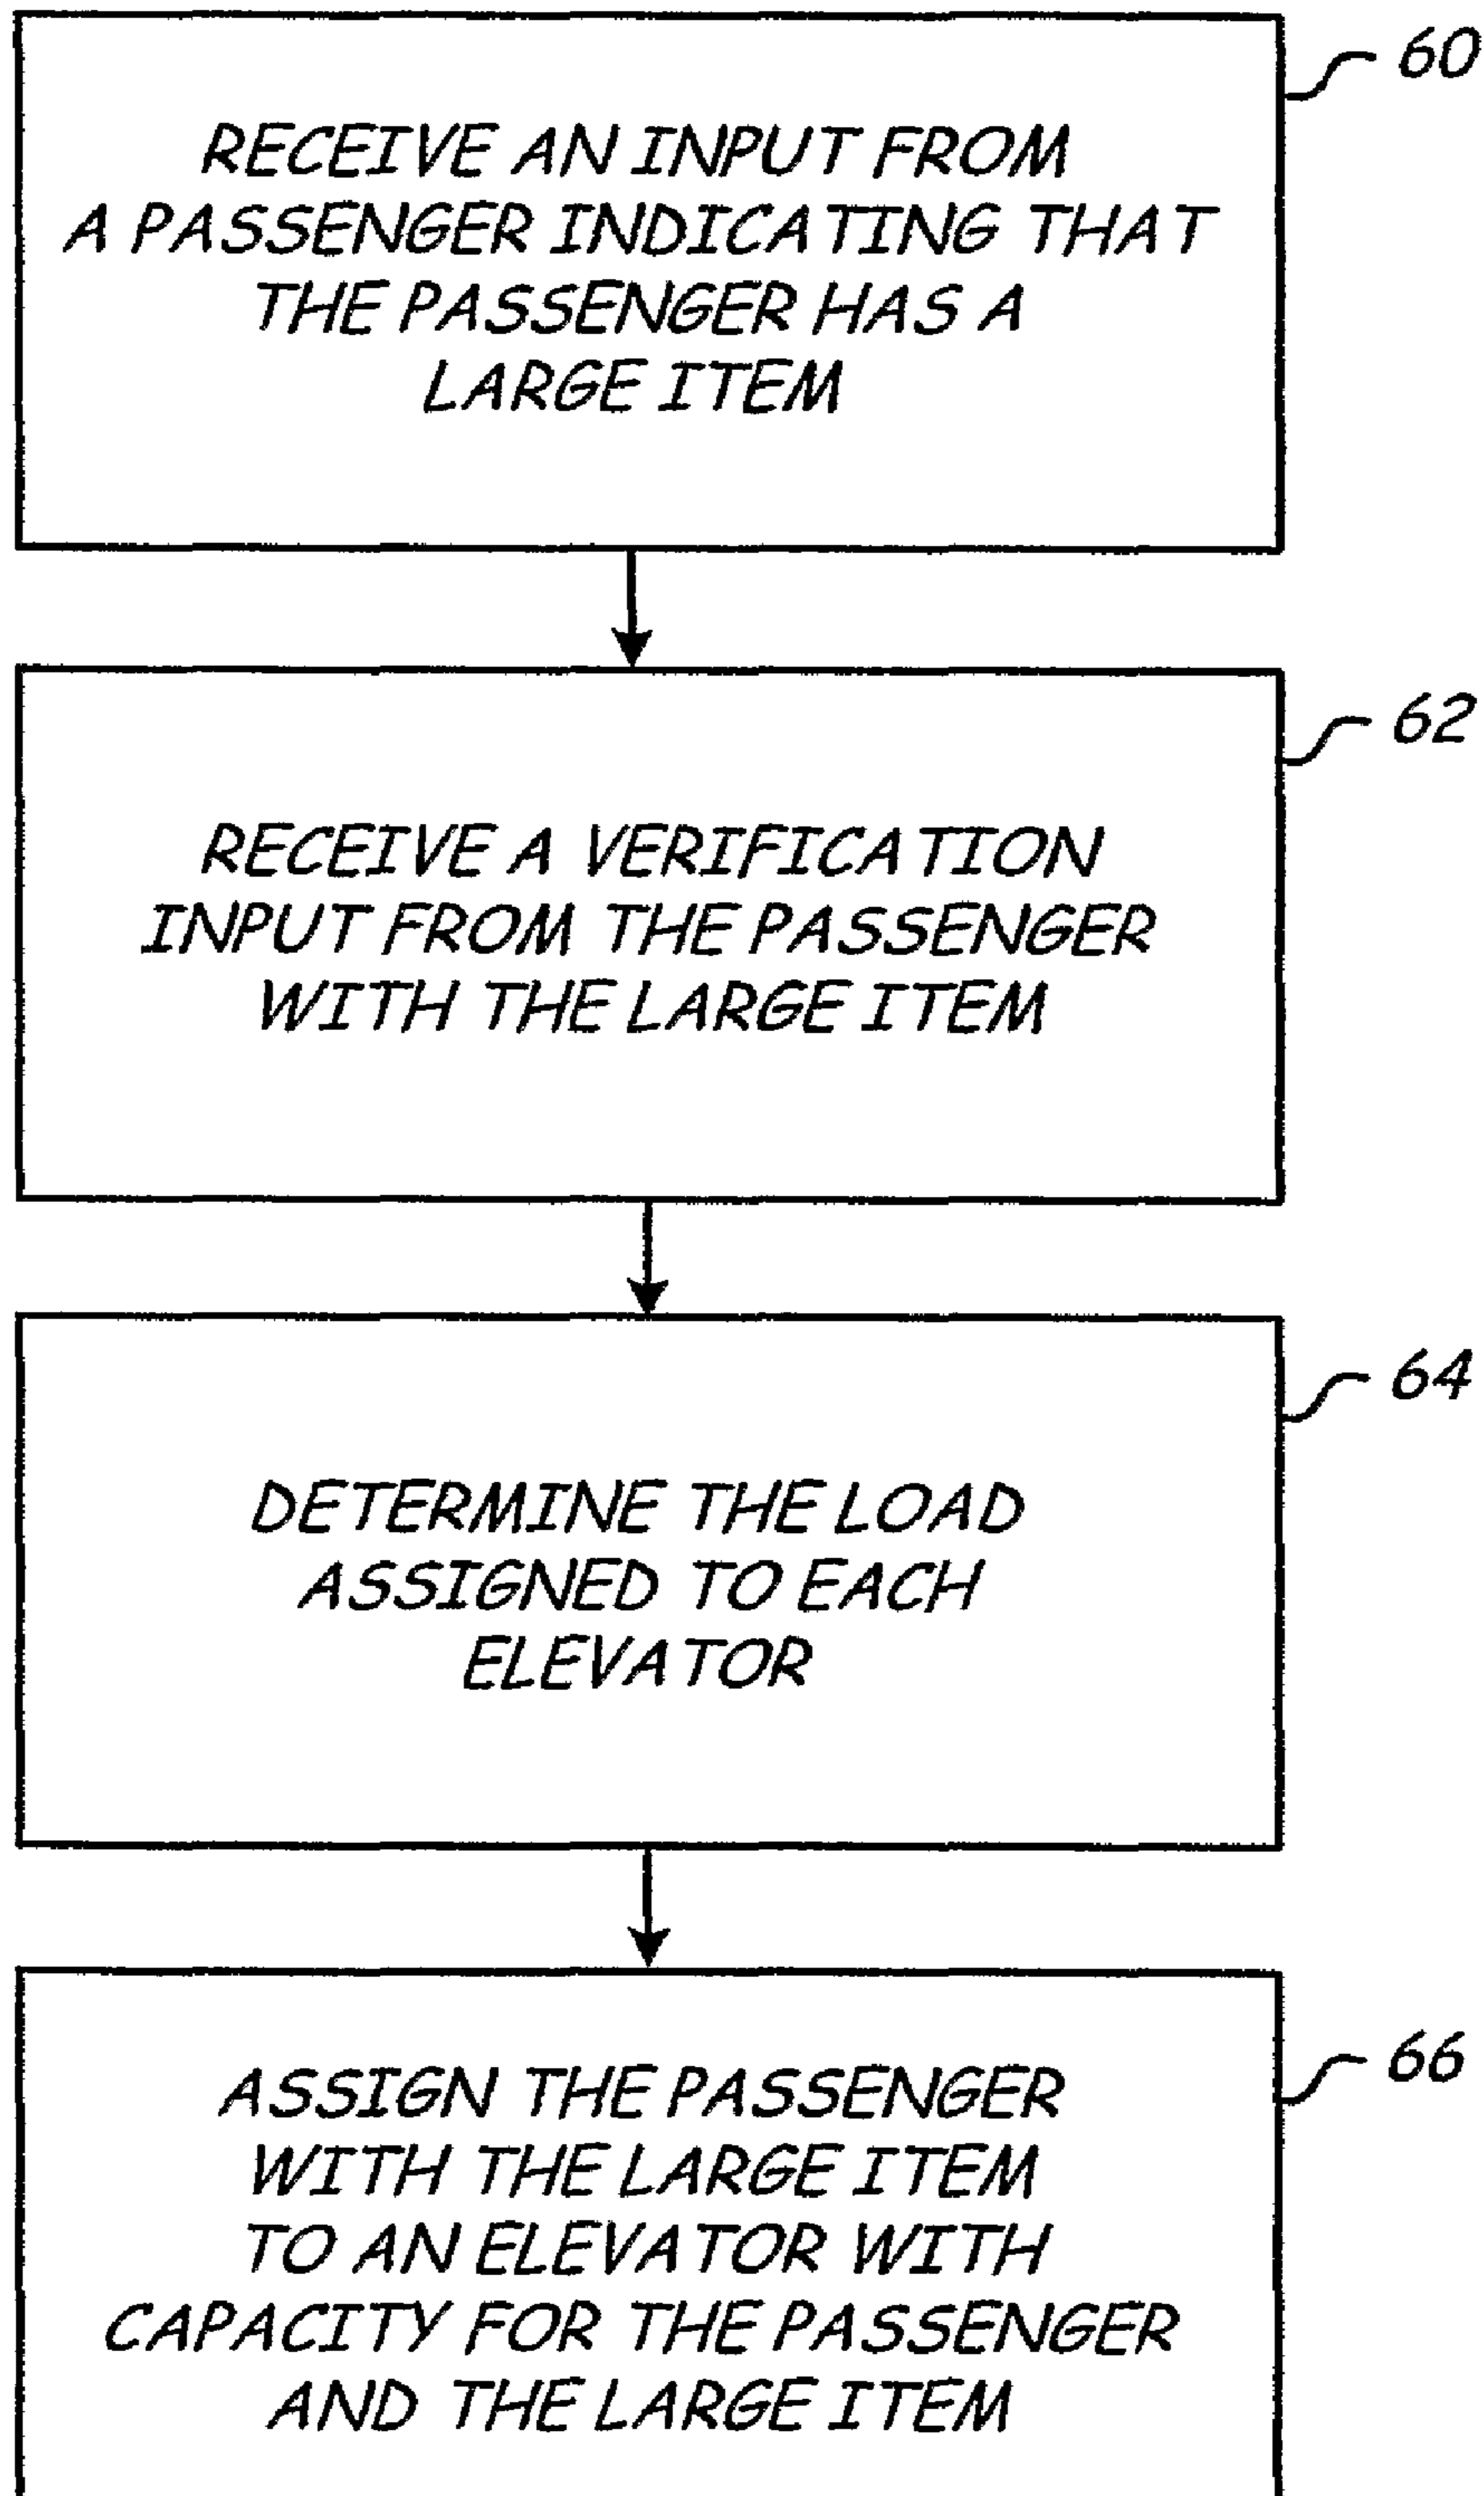 60
RECEIVE AN INPUT FROM
A PASSENGER INDICATING THAT
THE PASSENGER HAS A
LARGE ITEM
62
RECEIVE A VERIFICATION
INPUT FROM THE PASSENGER
WITH THE LARGE ITEM
64
DETERMINE THE LOAD
ASSIGNED TO EACH
ELEVATOR
66
ASSIGN THE PASSENGER
WITH THE LARGE ITEM
TO AN ELEVATOR WITH
CAPACITY FOR THE PASSENGER
AND THE LARGE ITEM